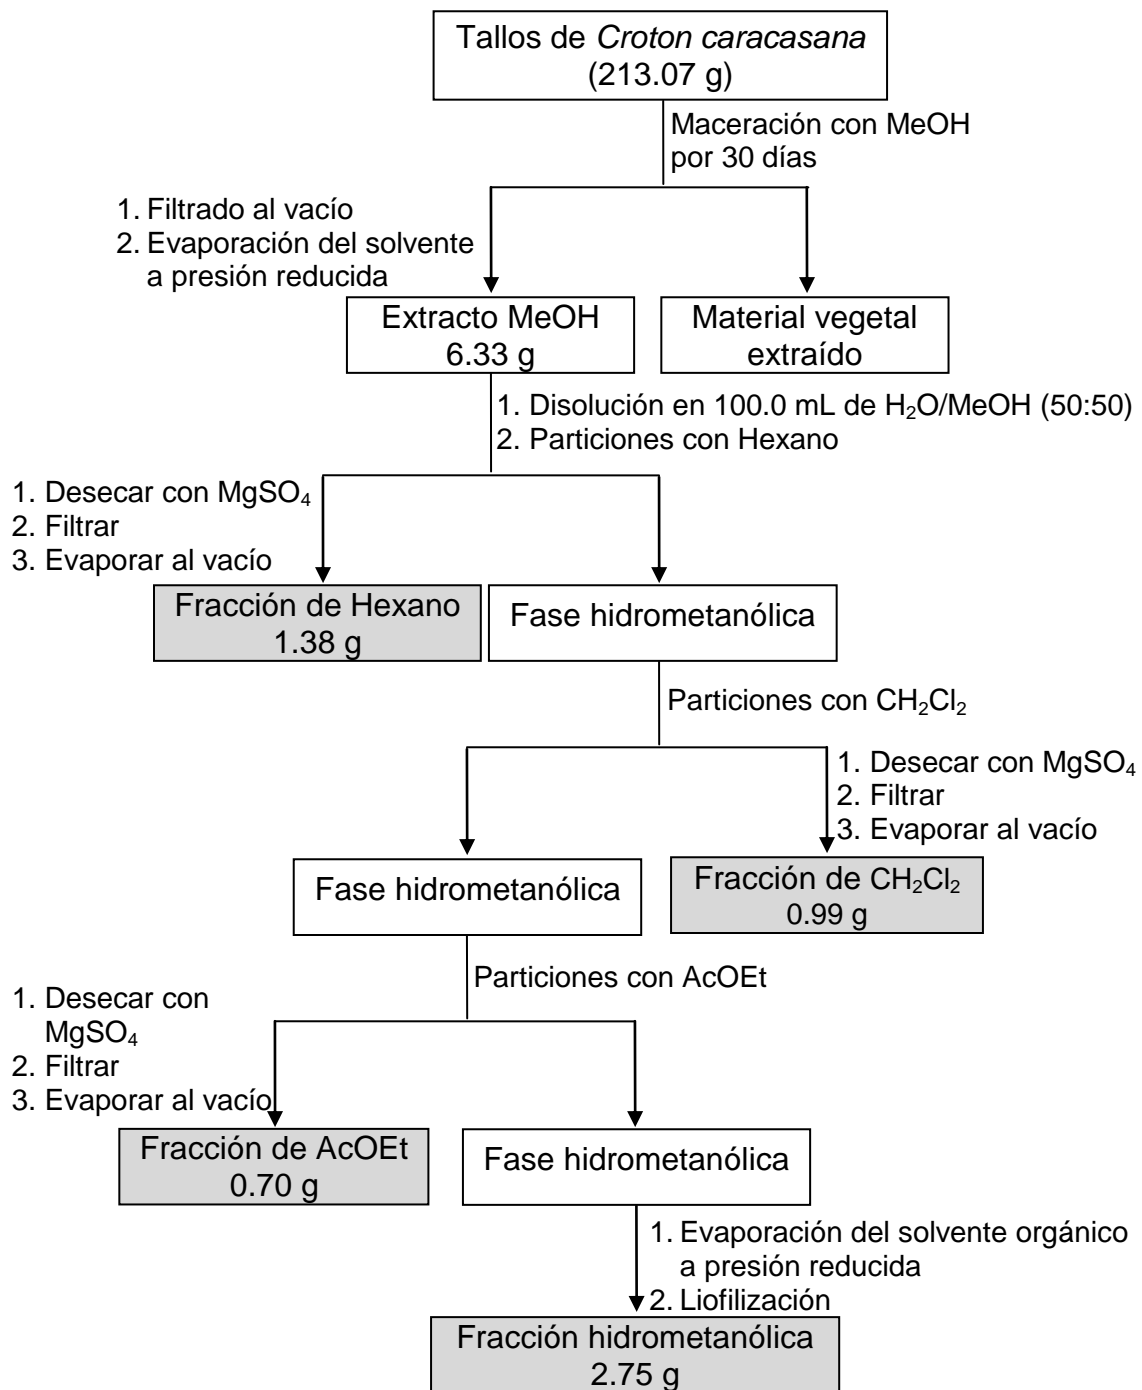 Tallos de Croton caracasana
(213.07 g)
Maceración con MeOH
por 30 días
1. Filtrado al vacío
2. Evaporación del solvente
a presión reducida
Extracto MeOH
6.33 g
Material vegetal
extraído
1. Disolución en 100.0 mL de H₂O/MeOH (50:50)
2. Particiones con Hexano
1. Desecar con MgSO₄
2. Filtrar
3. Evaporar al vacío
Fracción de Hexano
1.38 g
Fase hidrometanólica
Particiones con CH₂Cl₂
1. Desecar con MgSO₄
2. Filtrar
3. Evaporar al vacío
Fase hidrometanólica
Fracción de CH₂Cl₂
0.99 g
Particiones con AcOEt
1. Desecar con
MgSO₄
2. Filtrar
3. Evaporar al vacío
Fracción de AcOEt
0.70 g
Fase hidrometanólica
1. Evaporación del solvente orgánico
a presión reducida
2. Liofilización
Fracción hidrometanólica
2.75 g